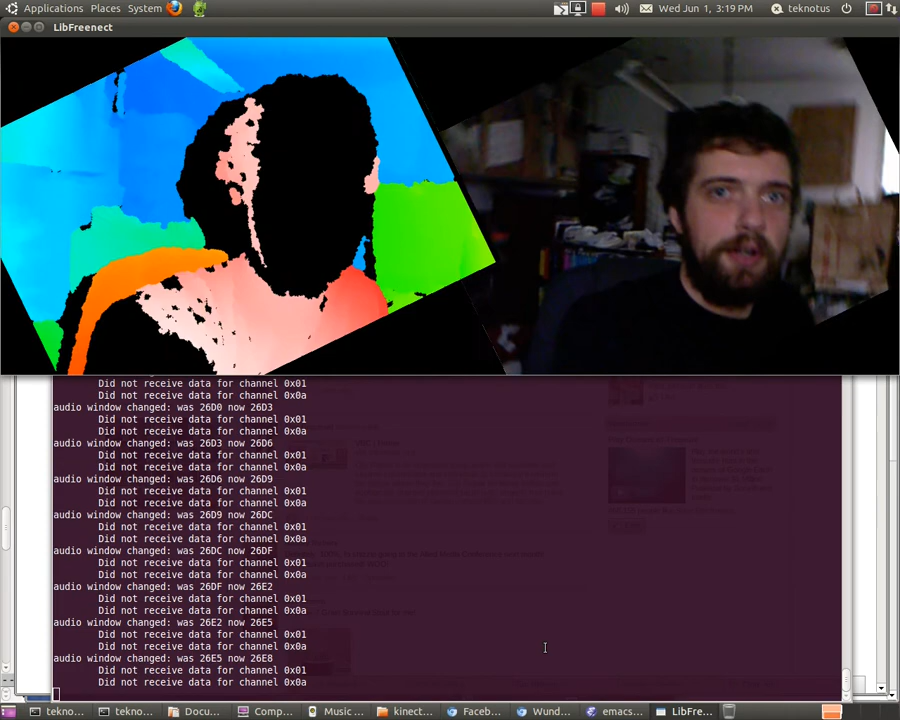 Applications Places System
Wed Jun 1, 3:19 PM teknotus
LibFreenect
Did not receive data for channel 0x01
Did not receive data for channel 0x0a
audio window changed: was 26D0 now 26D3
Did not receive data for channel 0x01
Did not receive data for channel 0x0a
audio window changed: was 26D3 now 26D6
Did not receive data for channel 0x01
Did not receive data for channel 0x0a
audio window changed: was 26D6 now 26D9
Did not receive data for channel 0x01
Did not receive data for channel 0x0a
audio window changed: was 26D9 now 26DC
Did not receive data for channel 0x01
Did not receive data for channel 0x0a
audio window changed: was 26DC now 26DF
Did not receive data for channel 0x01
Did not receive data for channel 0x0a
audio window changed: was 26DF now 26E2
Did not receive data for channel 0x01
Did not receive data for channel 0x0a
audio window changed: was 26E2 now 26E5
Did not receive data for channel 0x01
Did not receive data for channel 0x0a
audio window changed: was 26E5 now 26E8
Did not receive data for channel 0x01
Did not receive data for channel 0x0a
tekno... tekno... Docu... Comp... Music ... kinect... Faceb... Wund... emacs... LibFre...